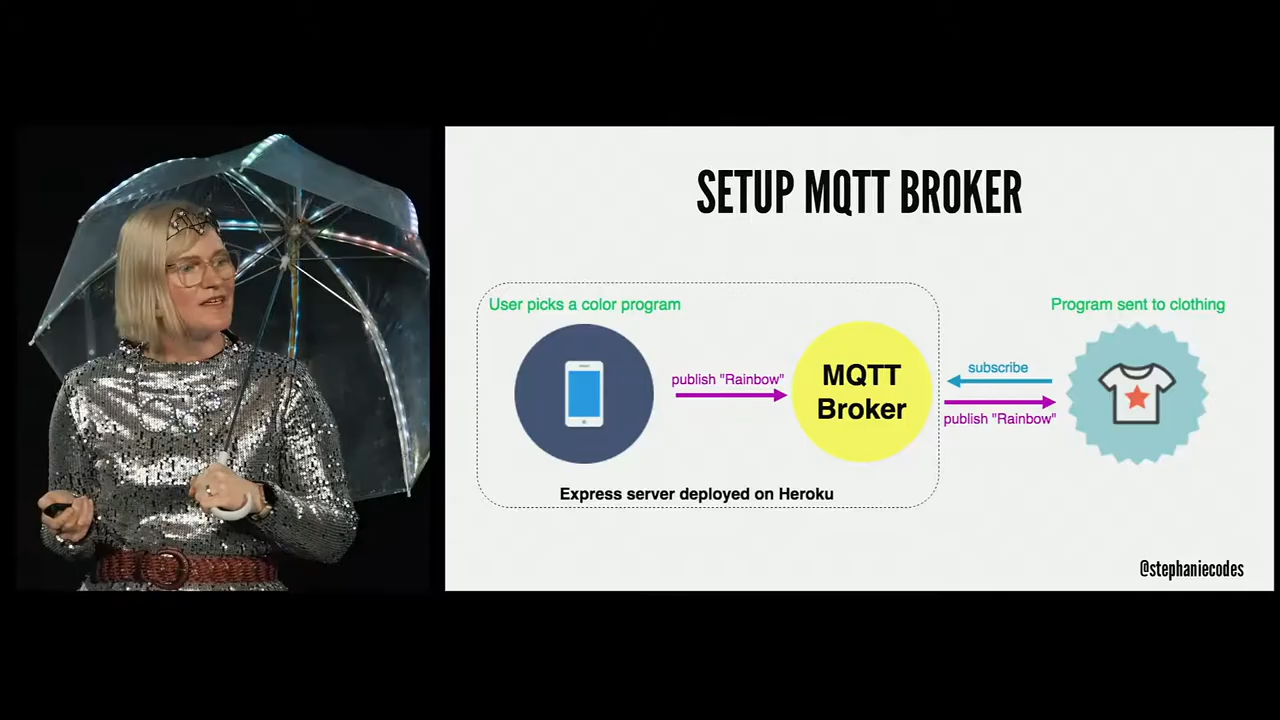 SETUP MQTT BROKER
User picks a color program
Program sent to clothing
publish "Rainbow"
MQTT
Broker
subscribe
publish "Rainbow"
Express server deployed on Heroku
@stephaniecodes